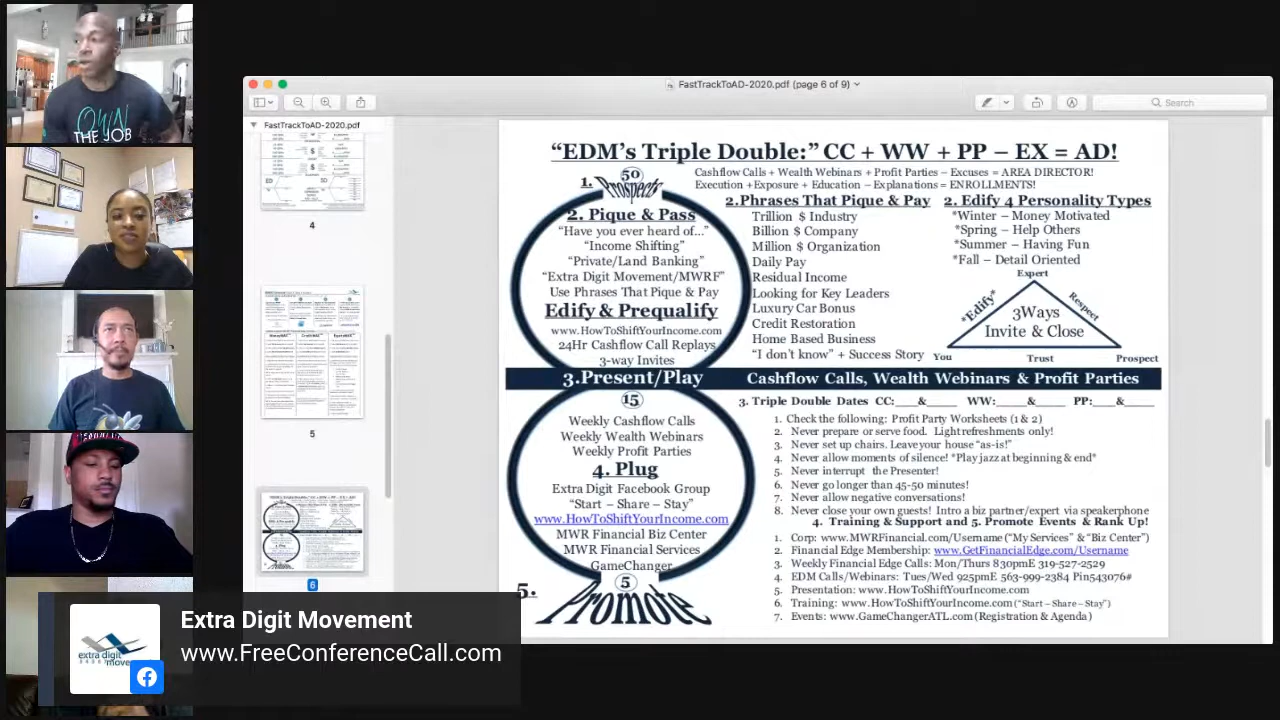 OWN
THE JOB
FastTrackToAD-2020.pdf (page 6 of 9)
Search
FastTrackToAD-2020.pdf
4
5
6
"EDM's Triple Double:" CC + WW + PP – EX = AD!
Cashflow Calls + Wealth Webinars + Profit Parties – Excuses = AREA DIRECTOR!
Execution + Exposure + Education – Explanations = ENROLLMENTS!
50
1. Prospect
2. Pique & Pass
"Have you ever heard of..."
"Income Shifting"
"Private/Land Banking"
"Extra Digit Movement/MWRF"
Use Phrases That Pique & Pay
Edify & Prequalify
www.HowToShiftYourIncome.com
24Hr Cashflow Call Replays
-way Invites
Present/Play
15
Weekly Cashflow Calls
Weekly Wealth Webinars
Weekly Profit Parties
4. Plug
Extra Digit Facebook Group
"Start – Share – Stay"
www.HowToShiftYourIncome.com
MWR Financial Biz Center
MWR Financial Services
GameChanger
5
5. Promote
2.Phrases That Pique & Pay
Trillion $ Industry
Billion $ Company
Million $ Organization
Daily Pay
Residual Income
Looking for Key Leaders
Credit Restoration
Home Based Business
+ Success Story
2. Edify 4 Personality Types
*Winter – Money Motivated
*Spring – Help Others
*Summer – Having Fun
*Fall – Detail Oriented
Expert
Respect
3Ways
Invite & Close
You
Trust
Prospect
Profit Parties
Triple Double Dates CC:____&____ WW:____&____ PP:____&____
1. Check the following: Profit Party Worksheets (1 & 2)
2. Never prepare or serve food. Light refreshments only!
3. Never set up chairs. Leave your house "as-is!"
4. Never allow moments of silence! *Play jazz at beginning & end*
5. Never interrupt the Presenter!
6. Never go longer than 45-50 minutes!
7. Never allow negative conversations!
8. Never close your own guests! Intro a biz partner/expert via speakerphone
4. Training & Support and 5. Promote Events & Rank Up!
1. Corp: www.MWRFinancial.com/Username ("My Services" & "Biz Center")
2. Financial Edge Membership: www.GetFinancialEdge.com/Username
3. Weekly Financial Edge Calls: Mon/Thurs 830pmE 319-527-2529
4. EDM Calls/Webinars: Tues/Wed 925pmE 563-999-2384 Pin543076#
5. Presentation: www.HowToShiftYourIncome.com
6. Training: www.HowToShiftYourIncome.com ("Start – Share – Stay")
7. Events: www.GameChangerATL.com (Registration & Agenda)
extra digit
move
Extra Digit Movement
www.FreeConferenceCall.com